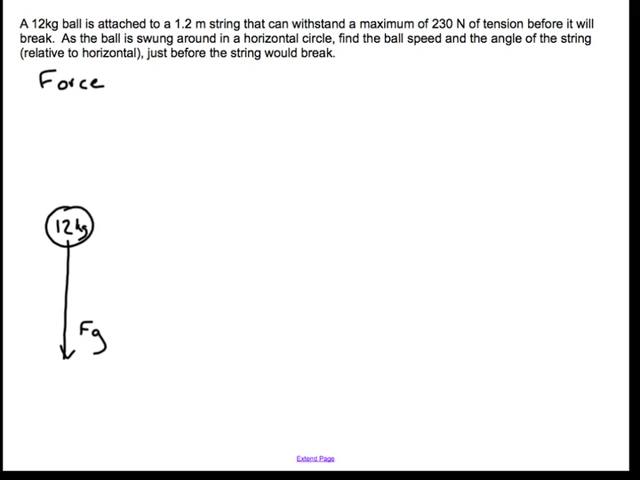 A 12kg ball is attached to a 1.2 m string that can withstand a maximum of 230 N of tension before it will
break. As the ball is swung around in a horizontal circle, find the ball speed and the angle of the string
(relative to horizontal), just before the string would break.
Force
12kg
Fg
Extend Page